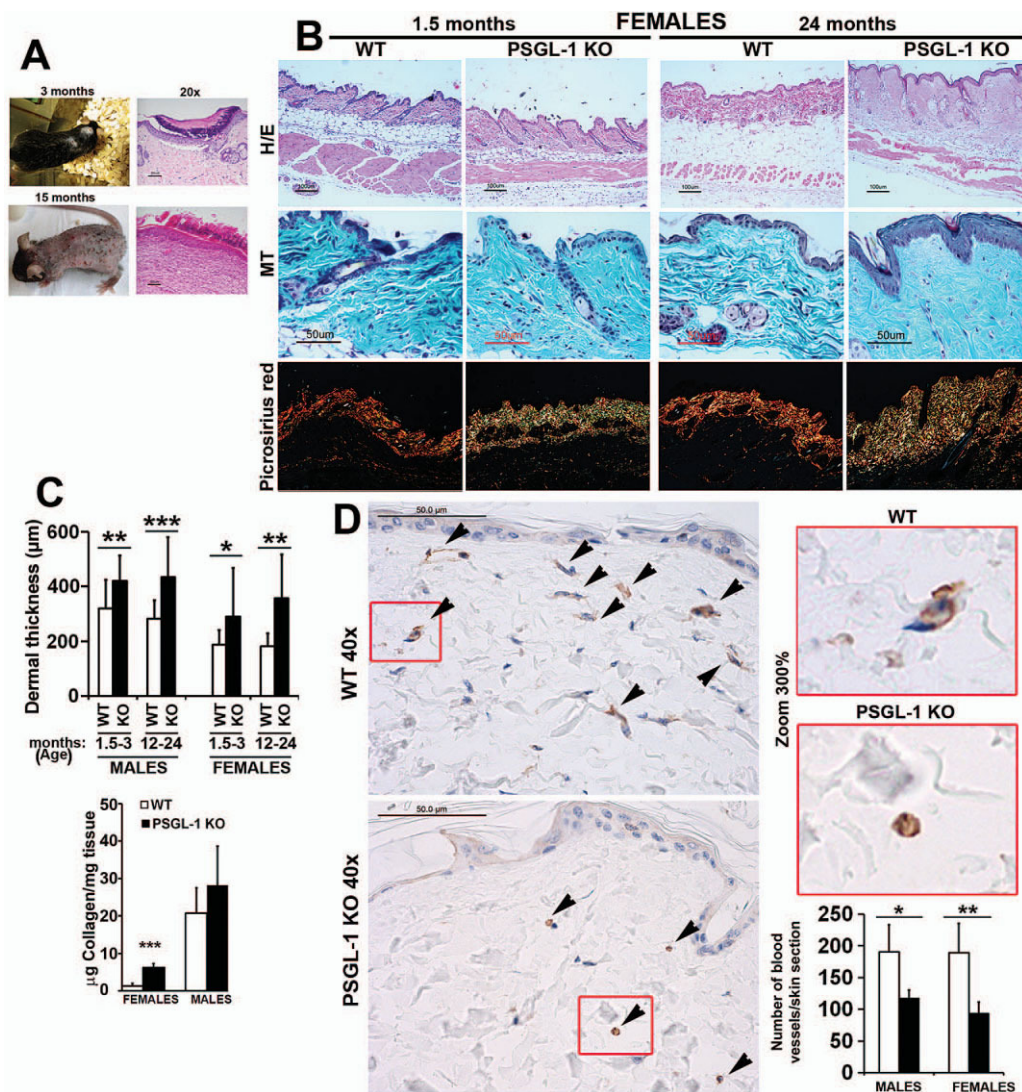 A
3 months
20x
15 months
B
1.5 months
FEMALES
24 months
WT
PSGL-1 KO
WT
PSGL-1 KO
H/E
100um
100um
100um
100um
MT
50um
50um
50um
50um
Picrosirius red
C
Dermal thickness (µm)
600
400
200
0
**
***
*
**
WT
KO
WT
KO
WT
KO
WT
KO
months:
(Age)
1.5-3
12-24
1.5-3
12-24
MALES
FEMALES
µg Collagen/mg tissue
50
40
30
20
10
0
WT
PSGL-1 KO
***
FEMALES
MALES
D
WT 40x
50.0 µm
PSGL-1 KO 40x
50.0 µm
Zoom 300%
WT
PSGL-1 KO
Number of blood
vessels/skin section
250
200
150
100
50
0
*
**
MALES
FEMALES